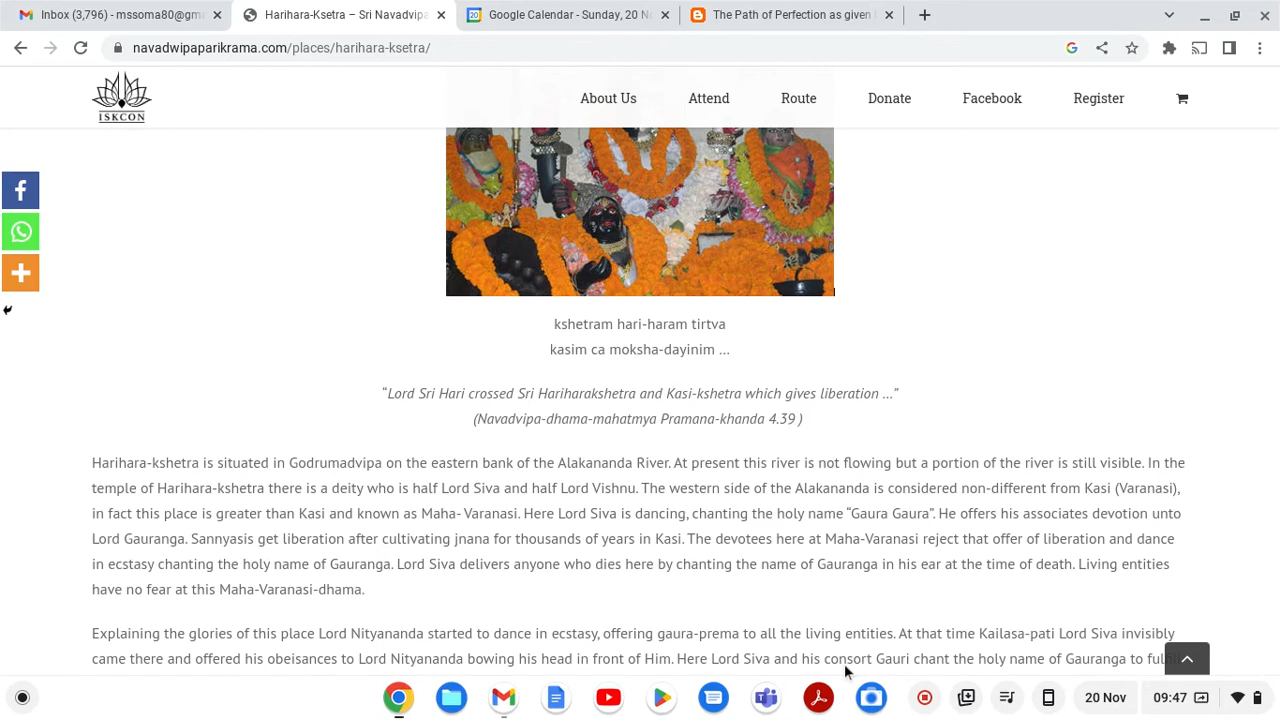 Inbox (3,796) - mssoma80@gm
Harihara-Ksetra – Sri Navadvipa
Google Calendar - Sunday, 20 N
The Path of Perfection as given
navadwipaparikrama.com/places/harihara-ksetra/
ISKCON
About Us
Attend
Route
Donate
Facebook
Register
kshetram hari-haram tirtva
kasim ca moksha-dayinim …
“Lord Sri Hari crossed Sri Hariharakshetra and Kasi-kshetra which gives liberation …”
(Navadvipa-dhama-mahatmya Pramana-khanda 4.39 )
Harihara-kshetra is situated in Godrumadvipa on the eastern bank of the Alakananda River. At present this river is not flowing but a portion of the river is still visible. In the
temple of Harihara-kshetra there is a deity who is half Lord Siva and half Lord Vishnu. The western side of the Alakananda is considered non-different from Kasi (Varanasi),
in fact this place is greater than Kasi and known as Maha- Varanasi. Here Lord Siva is dancing, chanting the holy name “Gaura Gaura”. He offers his associates devotion unto
Lord Gauranga. Sannyasis get liberation after cultivating jnana for thousands of years in Kasi. The devotees here at Maha-Varanasi reject that offer of liberation and dance
in ecstasy chanting the holy name of Gauranga. Lord Siva delivers anyone who dies here by chanting the name of Gauranga in his ear at the time of death. Living entities
have no fear at this Maha-Varanasi-dhama.
Explaining the glories of this place Lord Nityananda started to dance in ecstasy, offering gaura-prema to all the living entities. At that time Kailasa-pati Lord Siva invisibly
came there and offered his obeisances to Lord Nityananda bowing his head in front of Him. Here Lord Siva and his consort Gauri chant the holy name of Gauranga to
20 Nov
09:47